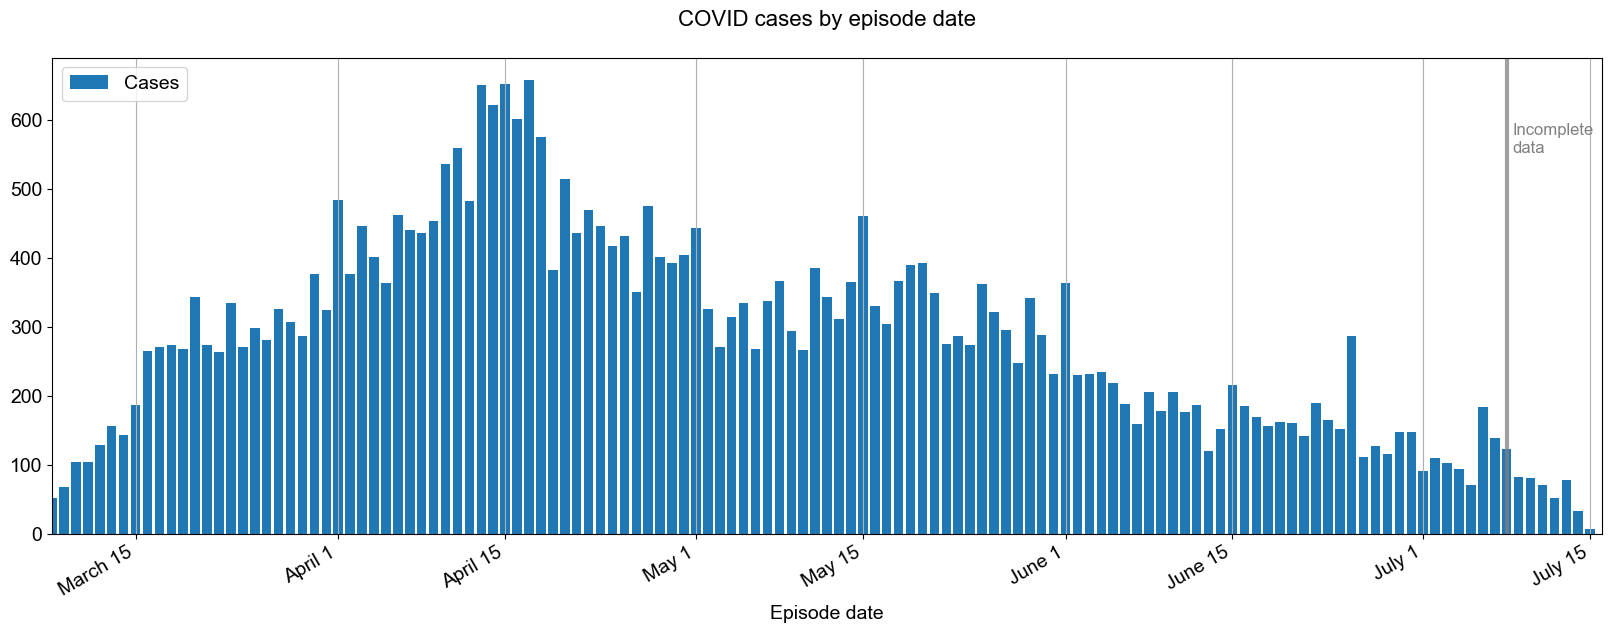 COVID cases by episode date
Cases
600
500
400
300
200
100
0
Incomplete
data
March 15
April 1
April 15
May 1
May 15
June 1
June 15
July 1
July 15
Episode date